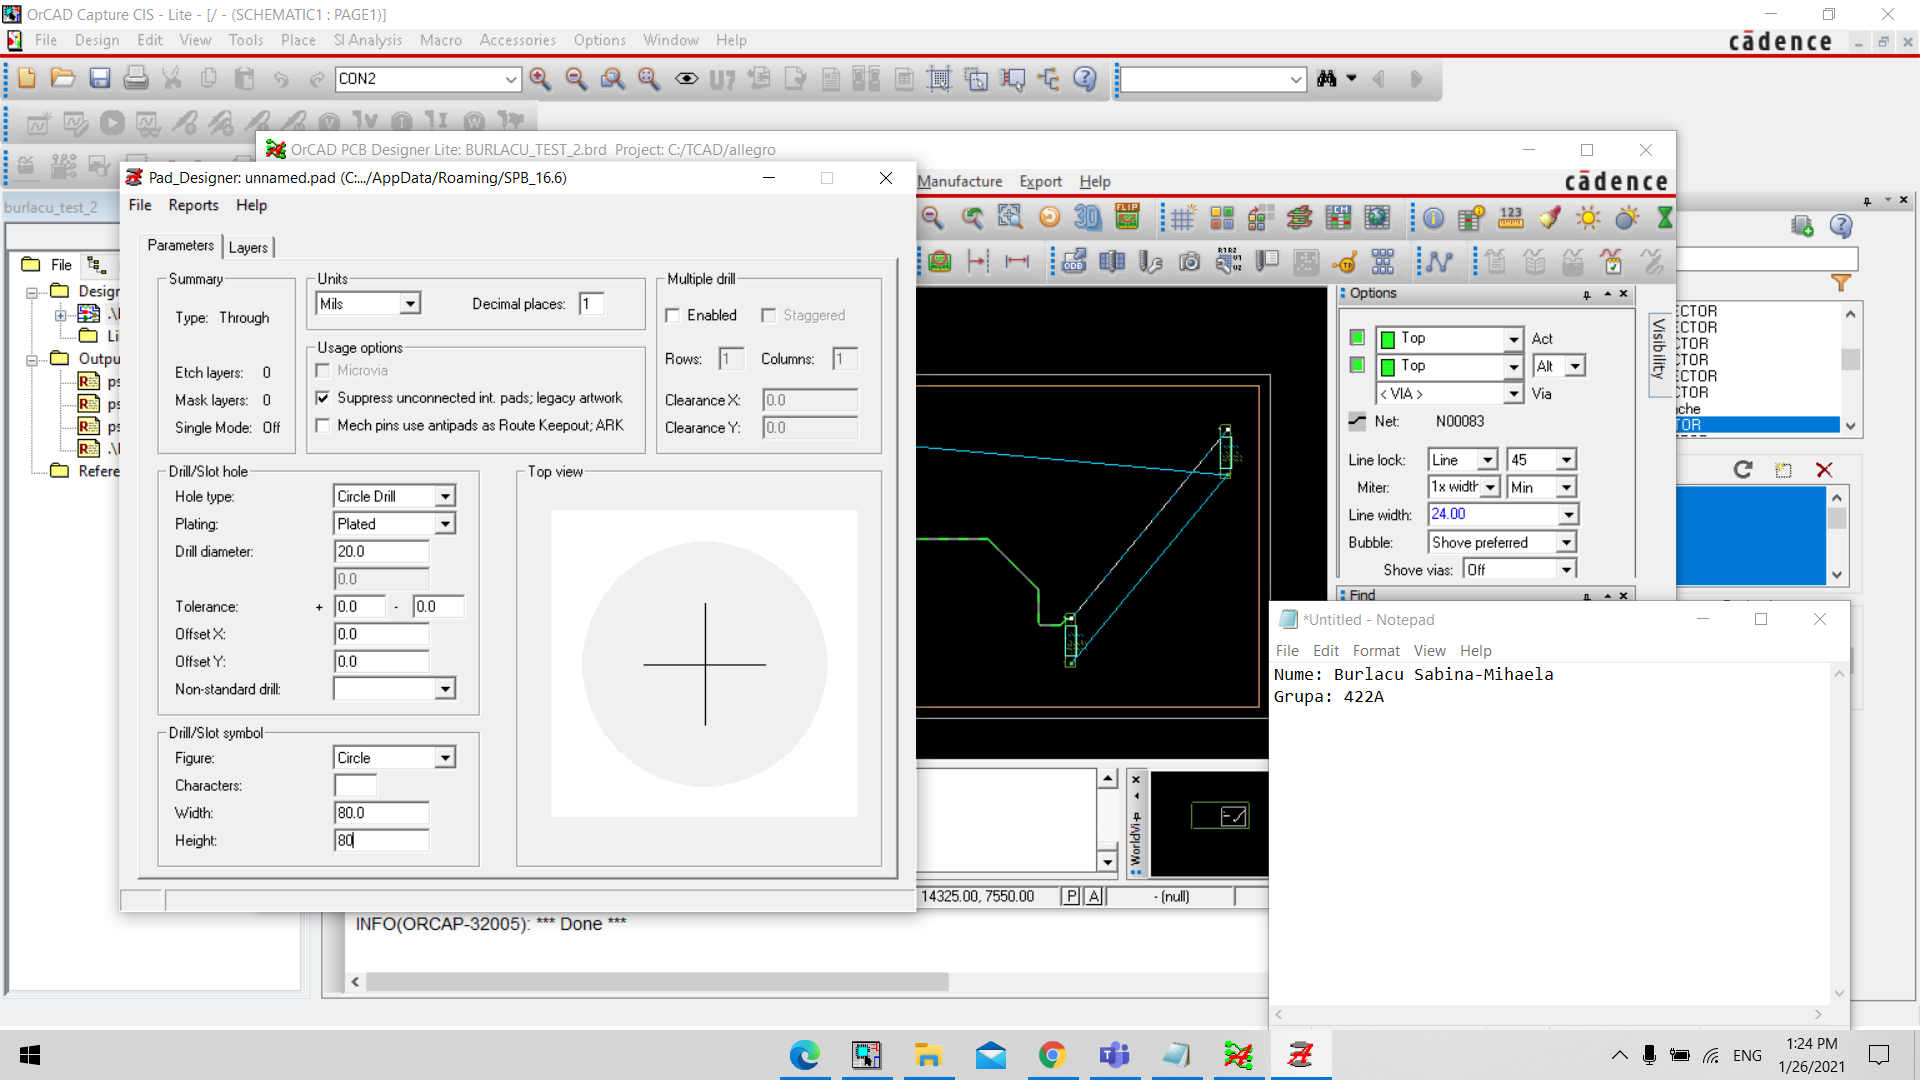 OrCAD Capture CIS - Lite - [/ - (SCHEMATIC1 : PAGE1)]
File Design Edit View Tools Place SI Analysis Macro Accessories Options Window Help
cādence
CON2
OrCAD PCB Designer Lite: BURLACU_TEST_2.brd Project: C:/TCAD/allegro
Manufacture Export Help
cādence
burlacu_test_2
File
Design
Outpu
Refere
Pad_Designer: unnamed.pad (C:.../AppData/Roaming/SPB_16.6)
File Reports Help
Parameters Layers
Summary
Type: Through
Etch layers: 0
Mask layers: 0
Single Mode: Off
Units
Mils
Decimal places: 1
Usage options
Microvia
Suppress unconnected int. pads; legacy artwork
Mech pins use antipads as Route Keepout; ARK
Multiple drill
Enabled Staggered
Rows: 1 Columns: 1
Clearance X: 0.0
Clearance Y: 0.0
Drill/Slot hole
Hole type: Circle Drill
Plating: Plated
Drill diameter: 20.0
0.0
Tolerance: + 0.0 - 0.0
Offset X: 0.0
Offset Y: 0.0
Non-standard drill:
Drill/Slot symbol
Figure: Circle
Characters:
Width: 80.0
Height: 80
Top view
Options
Top Act
Top Alt
< VIA > Via
Net: N00083
Line lock: Line 45
Miter: 1x width Min
Line width: 24.00
Bubble: Shove preferred
Shove vias: Off
Find
Visibility
ECTOR
ECTOR
CTOR
CTOR
ECTOR
CTOR
che
TOR
WorldVi
14325.00, 7550.00 P A - (null)
INFO(ORCAP-32005): *** Done ***
*Untitled - Notepad
File Edit Format View Help
Nume: Burlacu Sabina-Mihaela
Grupa: 422A
ENG
1:24 PM
1/26/2021